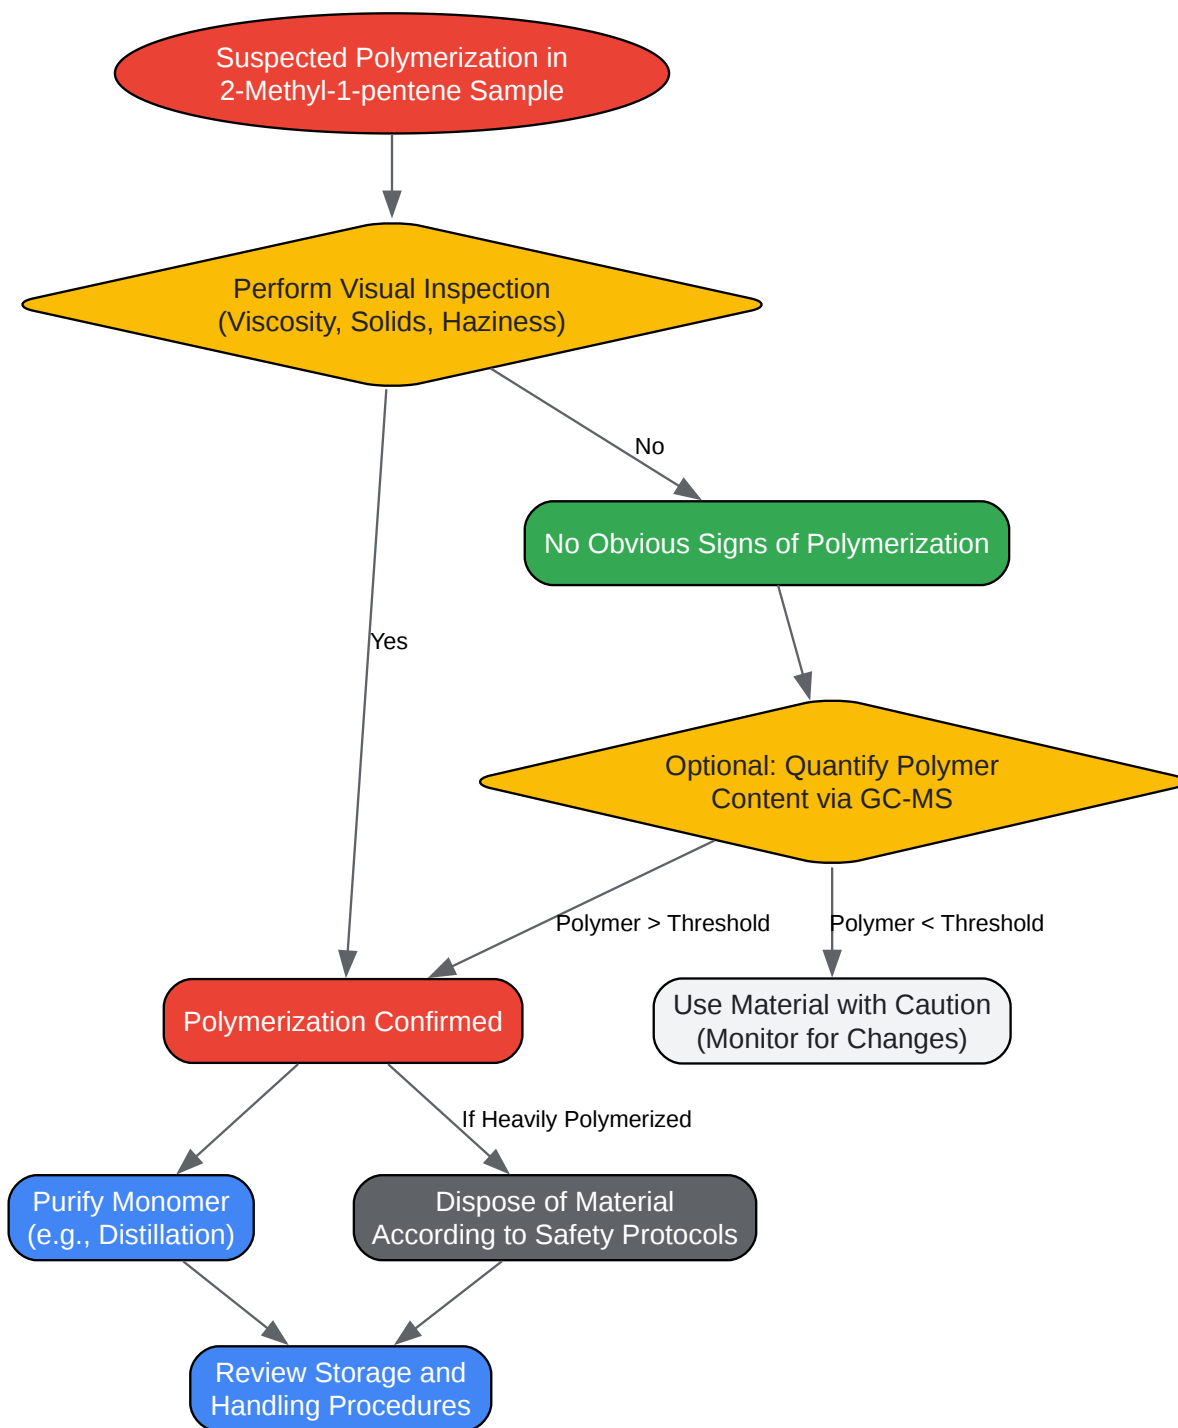 Suspected Polymerization in
2-Methyl-1-pentene Sample
Perform Visual Inspection
(Viscosity, Solids, Haziness)
No
No Obvious Signs of Polymerization
Yes
Optional: Quantify Polymer
Content via GC-MS
Polymer > Threshold
Polymer < Threshold
Polymerization Confirmed
Use Material with Caution
(Monitor for Changes)
If Heavily Polymerized
Purify Monomer
(e.g., Distillation)
Dispose of Material
According to Safety Protocols
Review Storage and
Handling Procedures